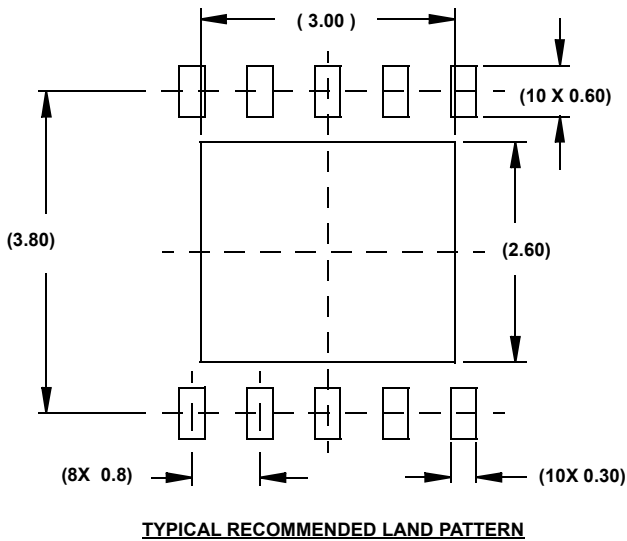 ( 3.00 )
(10 X 0.60)
(3.80)
(2.60)
(8X 0.8)
(10X 0.30)
TYPICAL RECOMMENDED LAND PATTERN